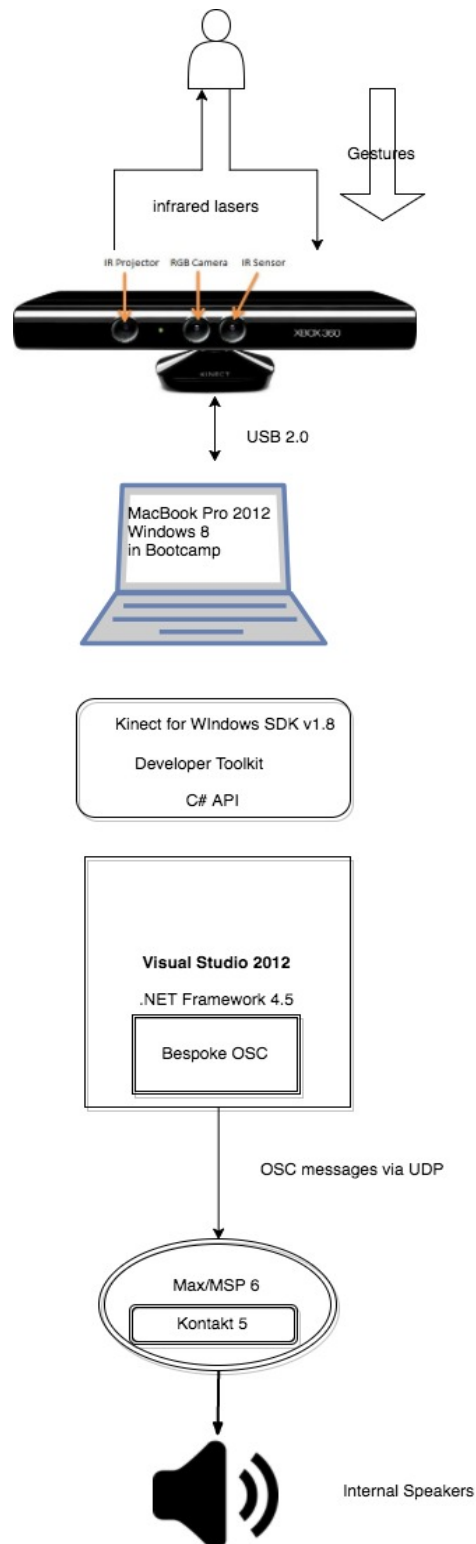 Gestures
infrared lasers
IR Projector RGB Camera IR Sensor
XBOX 360
KINECT
USB 2.0
MacBook Pro 2012
Windows 8
in Bootcamp
Kinect for WIndows SDK v1.8
Developer Toolkit
C# API
Visual Studio 2012
.NET Framework 4.5
Bespoke OSC
OSC messages via UDP
Max/MSP 6
Kontakt 5
Internal Speakers